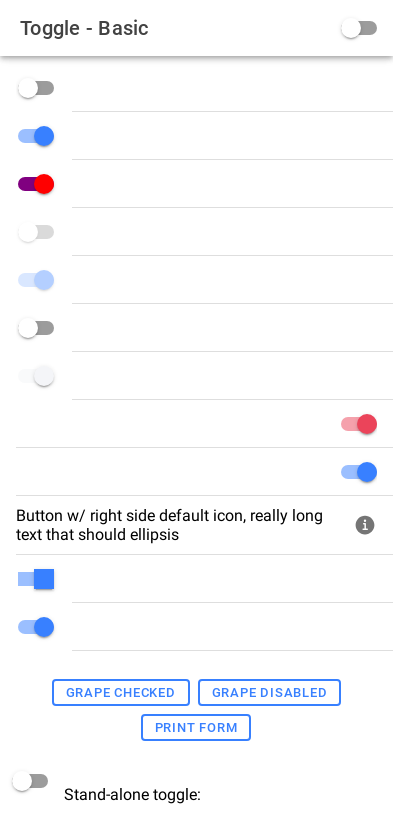 Toggle - Basic
Button w/ right side default icon, really long
text that should ellipsis
GRAPE CHECKED
GRAPE DISABLED
PRINT FORM
Stand-alone toggle: